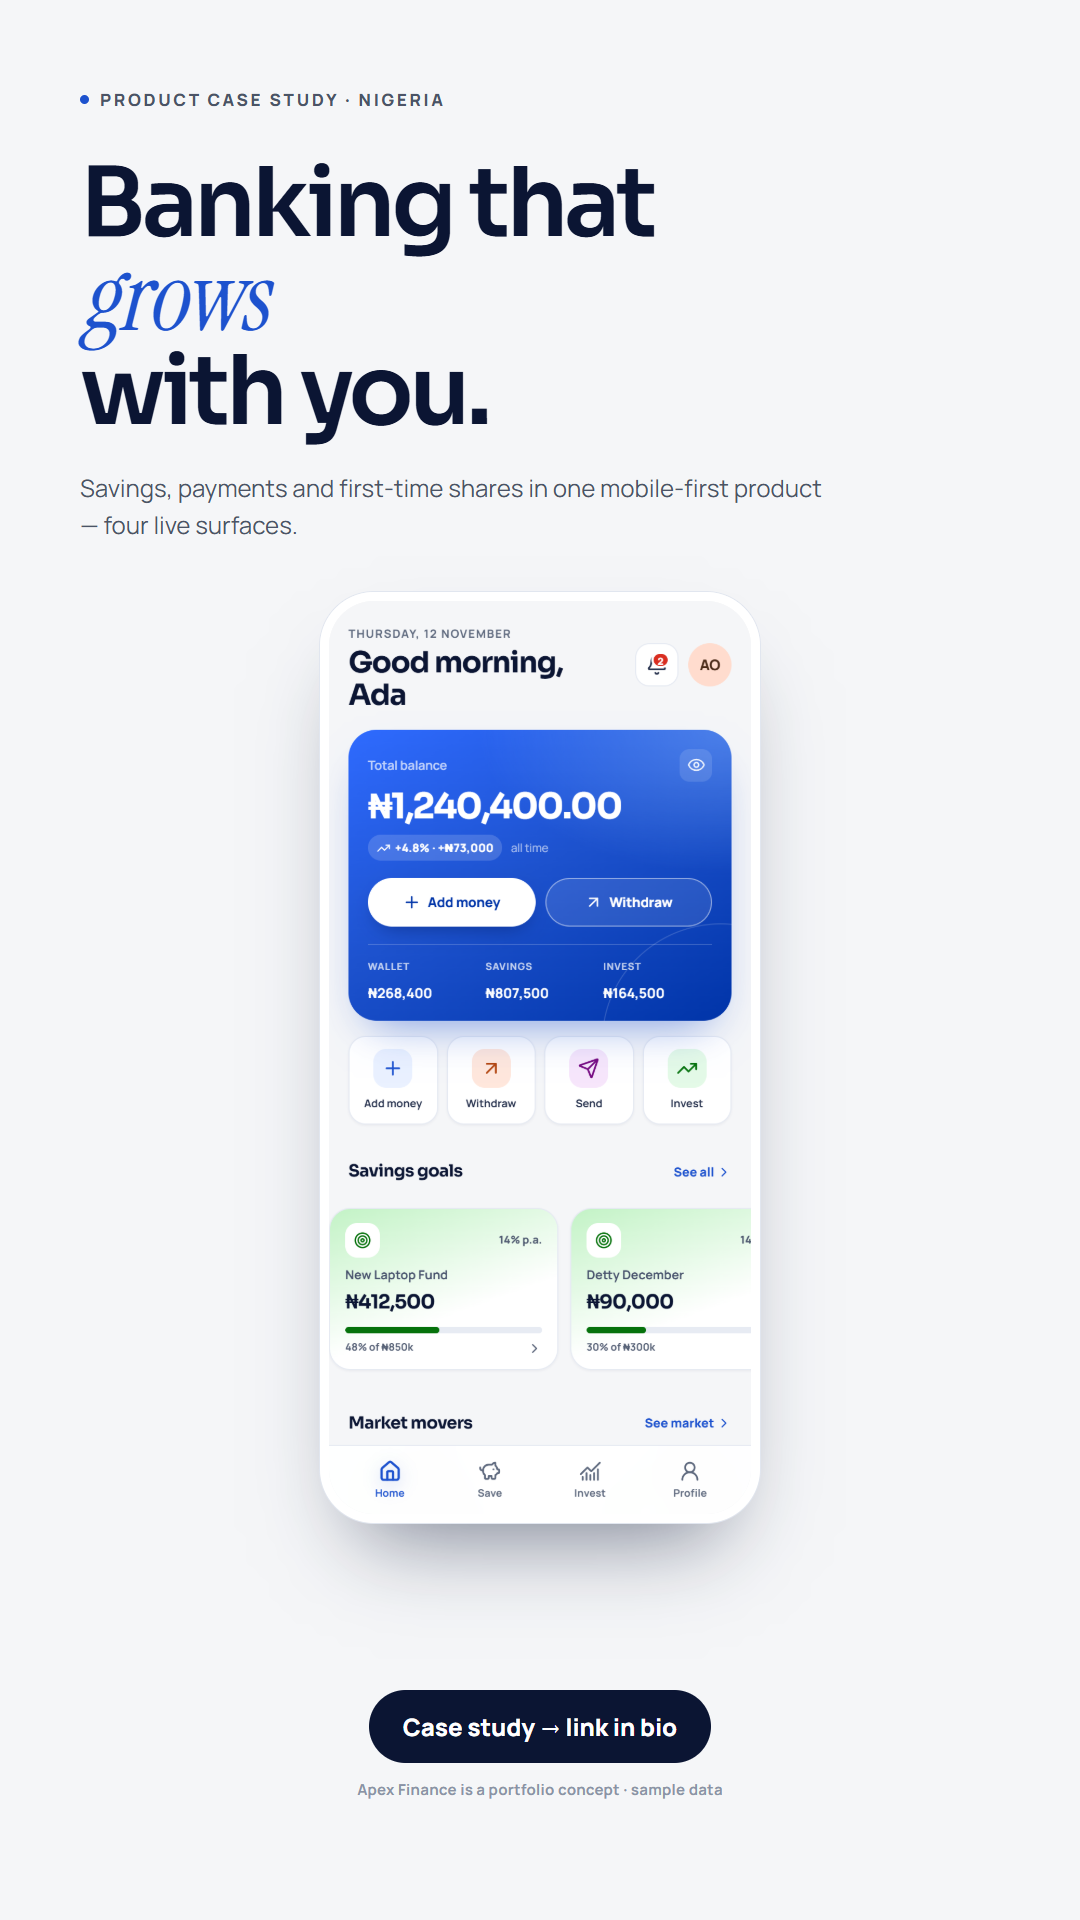 PRODUCT CASE STUDY · NIGERIA
Banking that
grows
with you.
Savings, payments and first-time shares in one mobile-first product
— four live surfaces.
THURSDAY, 12 NOVEMBER
Good morning,
Ada
2
AO
Total balance
₦1,240,400.00
+4.8% · +₦73,000 all time
Add money
Withdraw
WALLET SAVINGS INVEST
₦268,400 ₦807,500 ₦164,500
Add money Withdraw Send Invest
Savings goals See all
14% p.a. 14
New Laptop Fund Detty December
₦412,500 ₦90,000
48% of ₦850k 30% of ₦300k
Market movers See market
Home Save Invest Profile
Case study → link in bio
Apex Finance is a portfolio concept · sample data